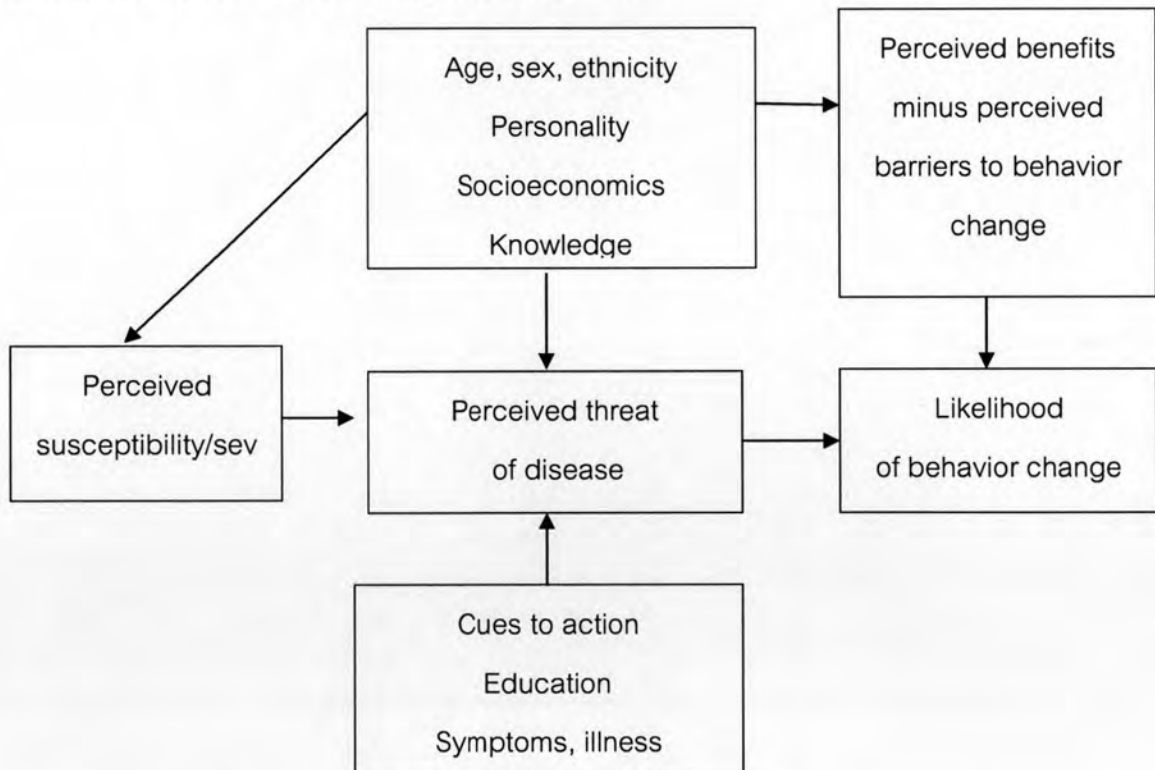 Age, sex, ethnicity
Personality
Socioeconomics
Knowledge
Perceived benefits
minus perceived
barriers to behavior
change
Perceived
susceptibility/sev
Perceived threat
of disease
Likelihood
of behavior change
Cues to action
Education
Symptoms, illness